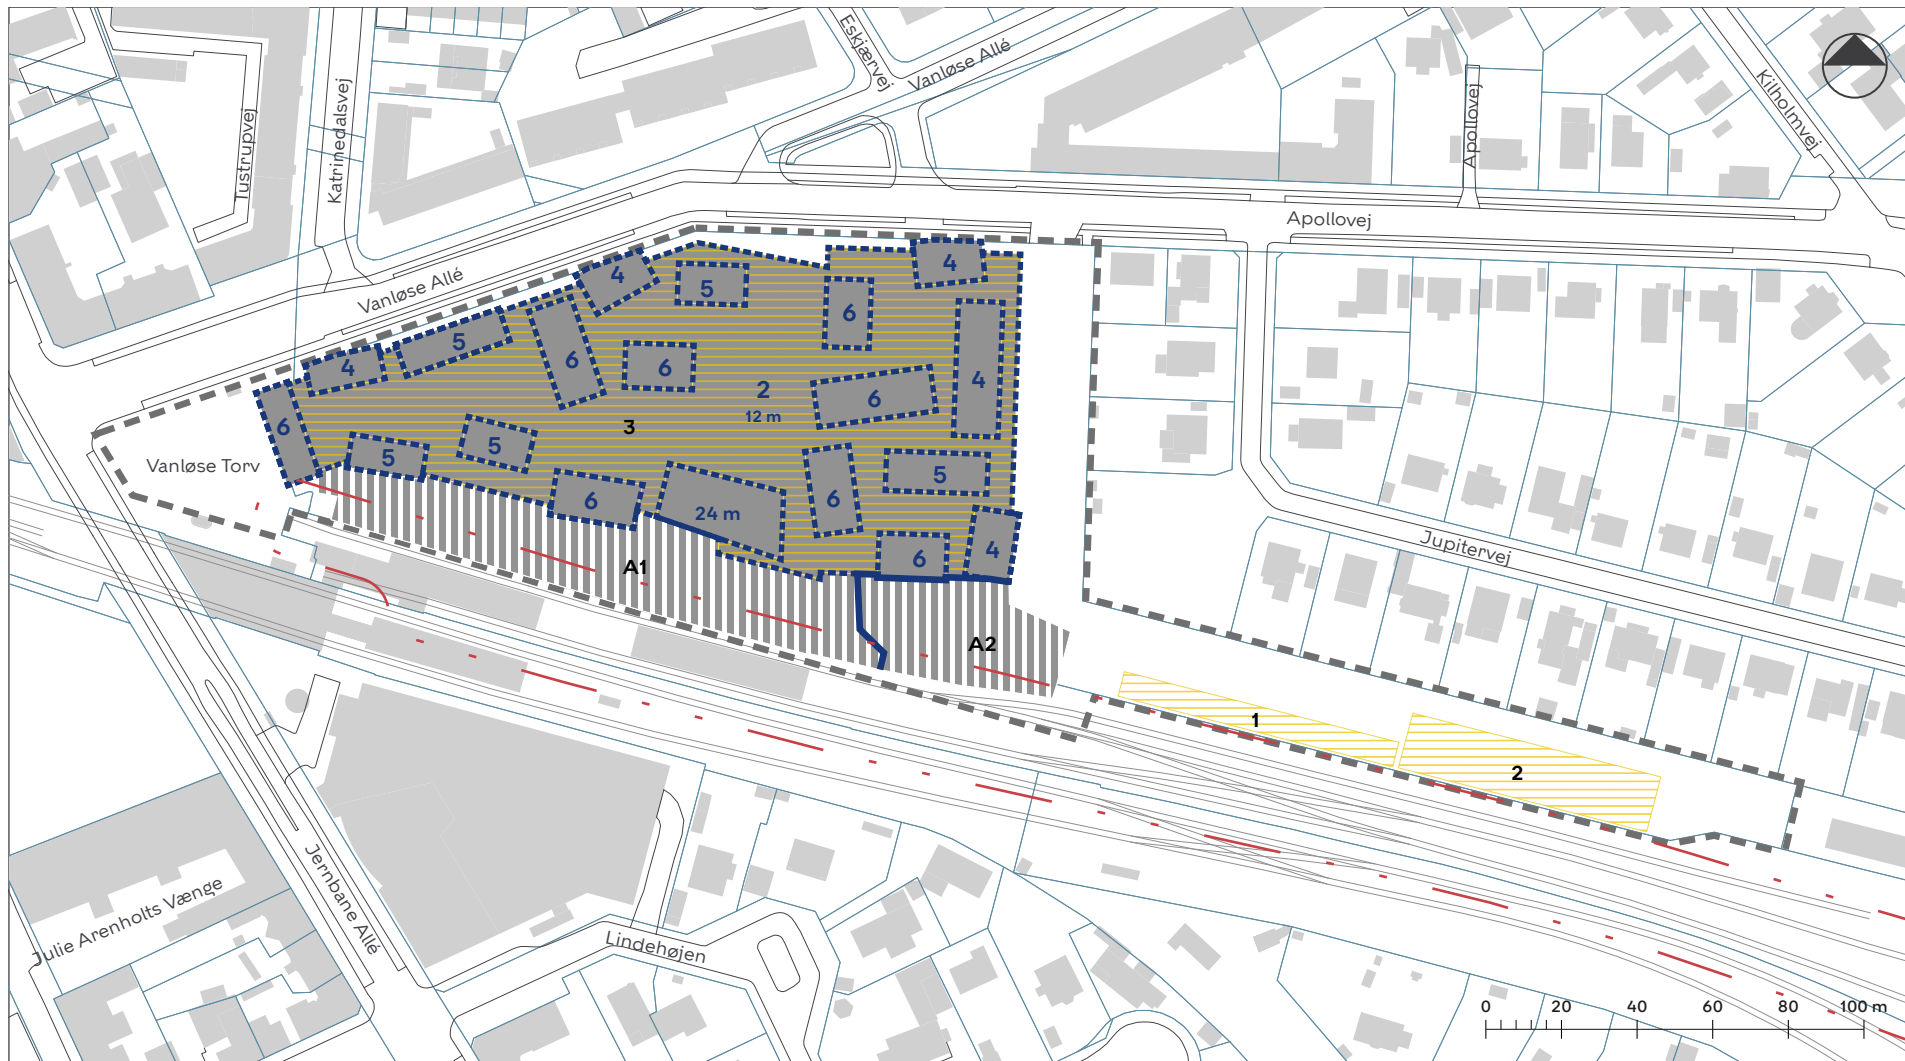 Eskjærvej
Vanløse Allé
Kilholmvej
Tustrupvej
Katrinedalsvej
Apollovej
Apollovej
Vanløse Allé
4
5
4
6
5
4
6
6
6
4
2
12 m
6
3
6
5
5
5
6
24 m
6
5
Vanløse Torv
A1
6
4
Jupitervej
A2
1
2
Jernbane Allé
Julie Arenholts Vænge
Lindehøjen
0 20 40 60 80 100 m